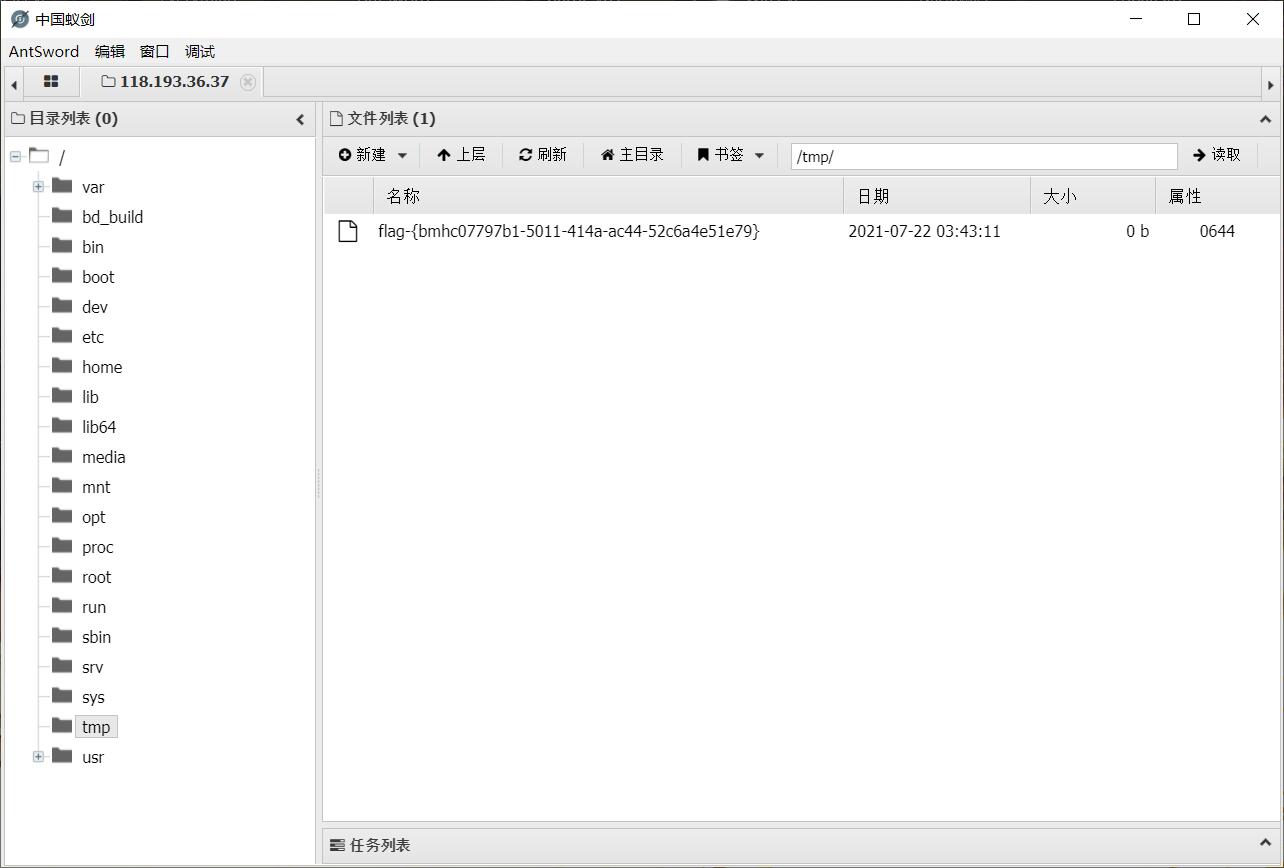 中国蚁剑
AntSword 编辑 窗口 调试
118.193.36.37
目录列表 (0)
/
var
bd_build
bin
boot
dev
etc
home
lib
lib64
media
mnt
opt
proc
root
run
sbin
srv
sys
tmp
usr
文件列表 (1)
新建 上层 刷新 主目录 书签 /tmp/ 读取
名称 日期 大小 属性
flag-{bmhc07797b1-5011-414a-ac44-52c6a4e51e79} 2021-07-22 03:43:11 0 b 0644
任务列表